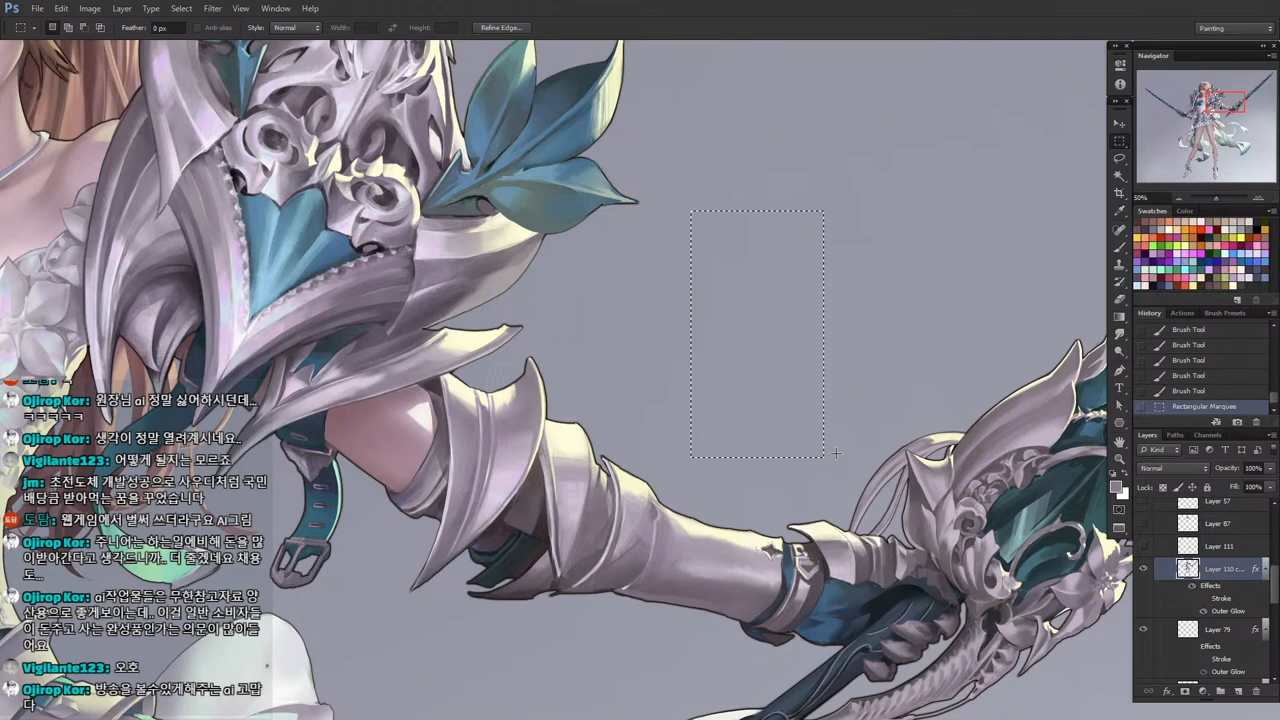 Ps File Edit Image Layer Type Select Filter View Window Help
Feather: 0 px Anti-alias Style: Normal Width: Height: Refine Edge... Painting
Navigator
50%
Swatches Color
History Actions Brush Presets
Brush Tool
Brush Tool
Brush Tool
Brush Tool
Brush Tool
Rectangular Marquee
Layers Paths Channels
Kind
Normal Opacity: 100%
Lock: Fill: 100%
Layer 57
Layer 87
Layer 111
Layer 110 c... fx
Effects
Stroke
Outer Glow
Layer 79 fx
Effects
Stroke
Outer Glow
Ojirop Kor: 원장님 ai 정말 싫어하시던데...
ㅋㅋㅋㅋㅋ
Ojirop Kor: 생각이 정말 열려계시네요..
Vigilante123: 어떻게 될지는 모르죠
jm: 초전도체 개발성공으로 사우디처럼 국민
배당금 받아먹는 꿈을 꾸었습니다
도담: 웹게임에서 벌써 쓰더라구요 AI그림
Ojirop Kor: 주니어는 하는일에비해 돈을 많
이받아간다고 생각드니까.. 더 줄겠네요 채용
도...
Ojirop Kor: ai작업물들은 무한참고자료 양
산용으로 좋게보이는데.. 이걸 일반 소비자들
이 돈주고 사는 완성품인가는 의문이 많이들
어요
Vigilante123: 오호
Ojirop Kor: 방송을 볼수있게해주는 ai 고맙
다